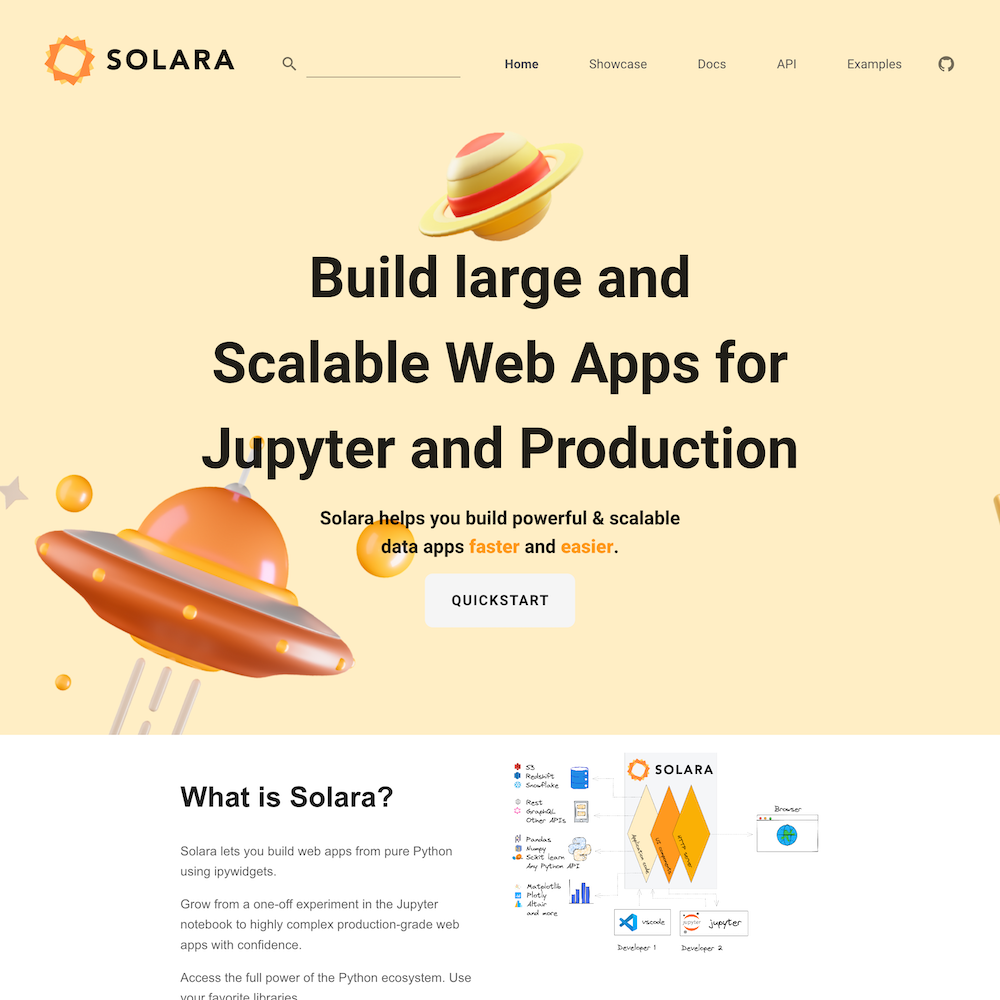 SOLARA
Home
Showcase
Docs
API
Examples
Build large and
Scalable Web Apps for
Jupyter and Production
Solara helps you build powerful & scalable
data apps faster and easier.
QUICKSTART
What is Solara?
Solara lets you build web apps from pure Python
using ipywidgets.
Grow from a one-off experiment in the Jupyter
notebook to highly complex production-grade web
apps with confidence.
Access the full power of the Python ecosystem. Use
your favorite libraries.
S3
Redshift
Snowflake
Rest
GraphQL
Other APIs
Pandas
Numpy
Scikit learn
Any Python API
Matplotlib
Plotly
Altair
and more
SOLARA
Application code
UI components
HTTP server
Browser
vscode
jupyter
jupyter
Developer 1
Developer 2